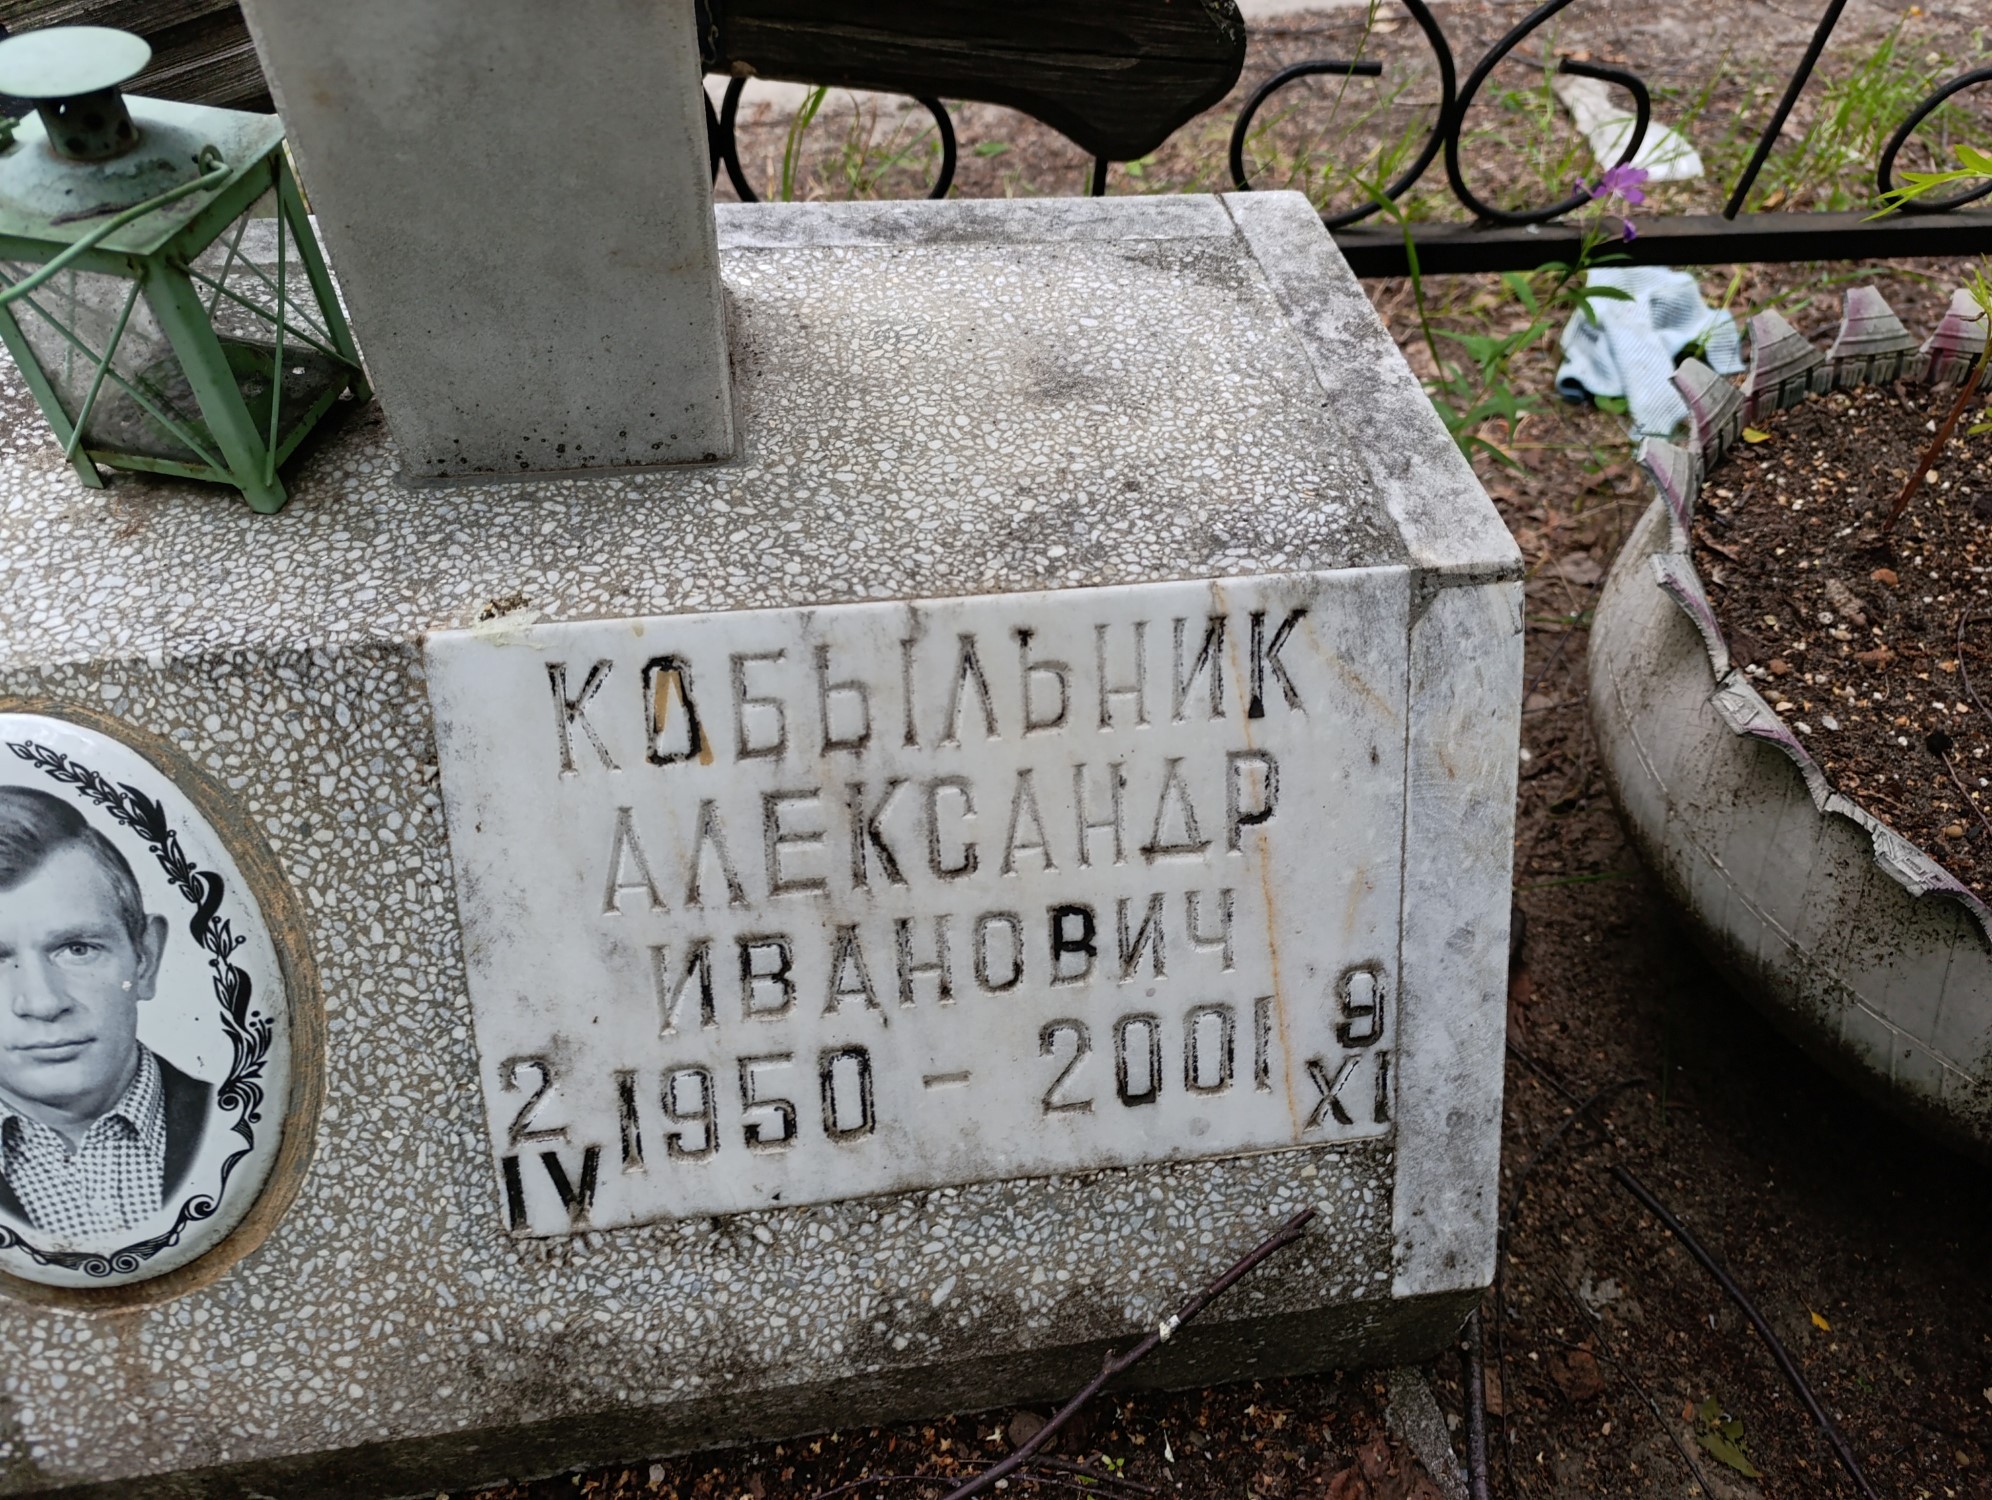 КОБЫЛЬНИК
АЛЕКСАНДР
ИВАНОВИЧ
2 IV 1950 - 2001 9 XI